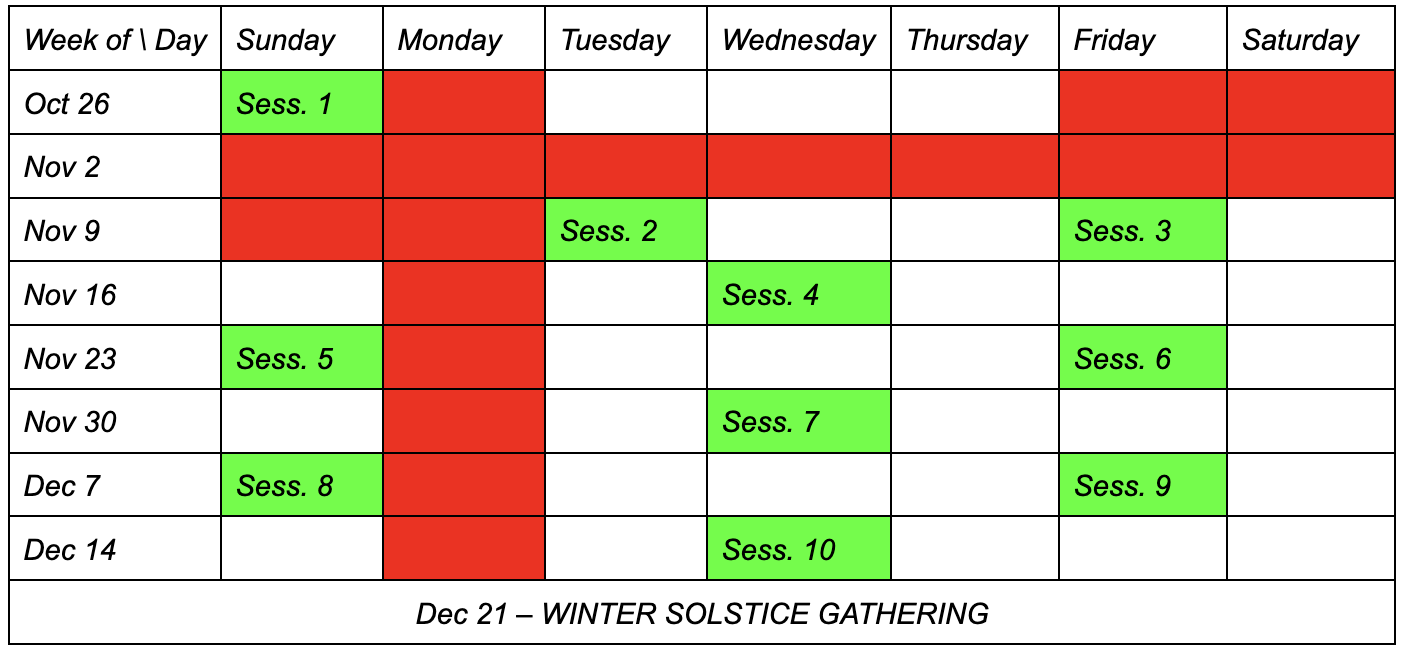 Week of \ Day Sunday Monday Tuesday Wednesday Thursday Friday Saturday
Oct 26 Sess. 1
Nov 2
Nov 9 Sess. 2 Sess. 3
Nov 16 Sess. 4
Nov 23 Sess. 5 Sess. 6
Nov 30 Sess. 7
Dec 7 Sess. 8 Sess. 9
Dec 14 Sess. 10
Dec 21 – WINTER SOLSTICE GATHERING